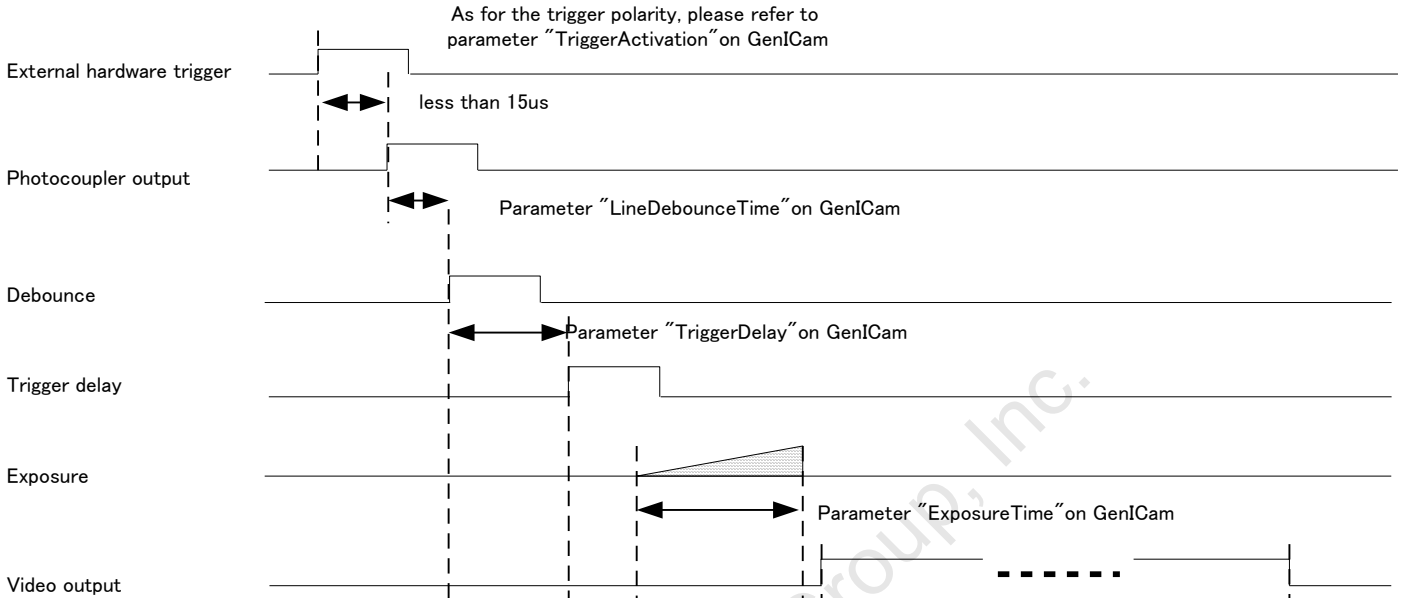 As for the trigger polarity, please refer to
parameter ”TriggerActivation”on GenICam
External hardware trigger
less than 15us
Photocoupler output
Parameter ”LineDebounceTime”on GenICam
Debounce
Parameter ”TriggerDelay”on GenICam
Trigger delay
Exposure
Parameter ”ExposureTime”on GenICam
Video output
Group, Inc.